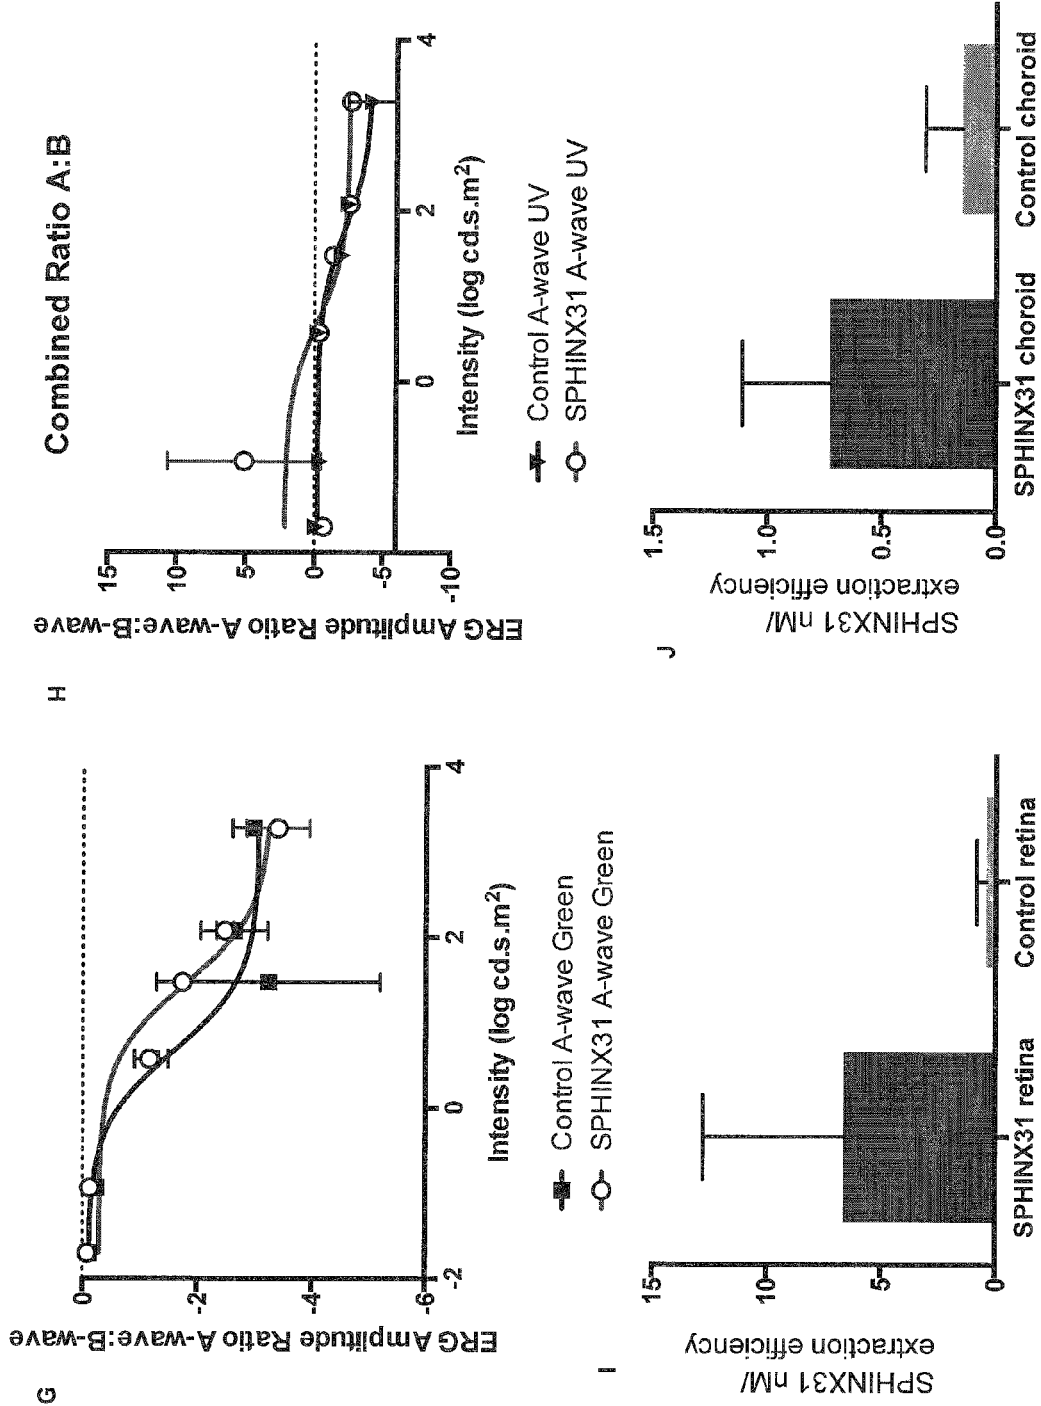 G
ERG Amplitude Ratio A-wave:B-wave
0
-2
-4
-6
-2
0
2
4
Intensity (log cd.s.m2)
Control A-wave Green
SPHINX31 A-wave Green
H
Combined Ratio A:B
ERG Amplitude Ratio A-wave:B-wave
15
10
5
0
-5
-10
0
2
4
Intensity (log cd.s.m2)
Control A-wave UV
SPHINX31 A-wave UV
I
SPHINX31 nM/
extraction efficiency
15
10
5
0
SPHINX31 retina
Control retina
J
SPHINX31 nM/
extraction efficiency
1.5
1.0
0.5
0.0
SPHINX31 choroid
Control choroid